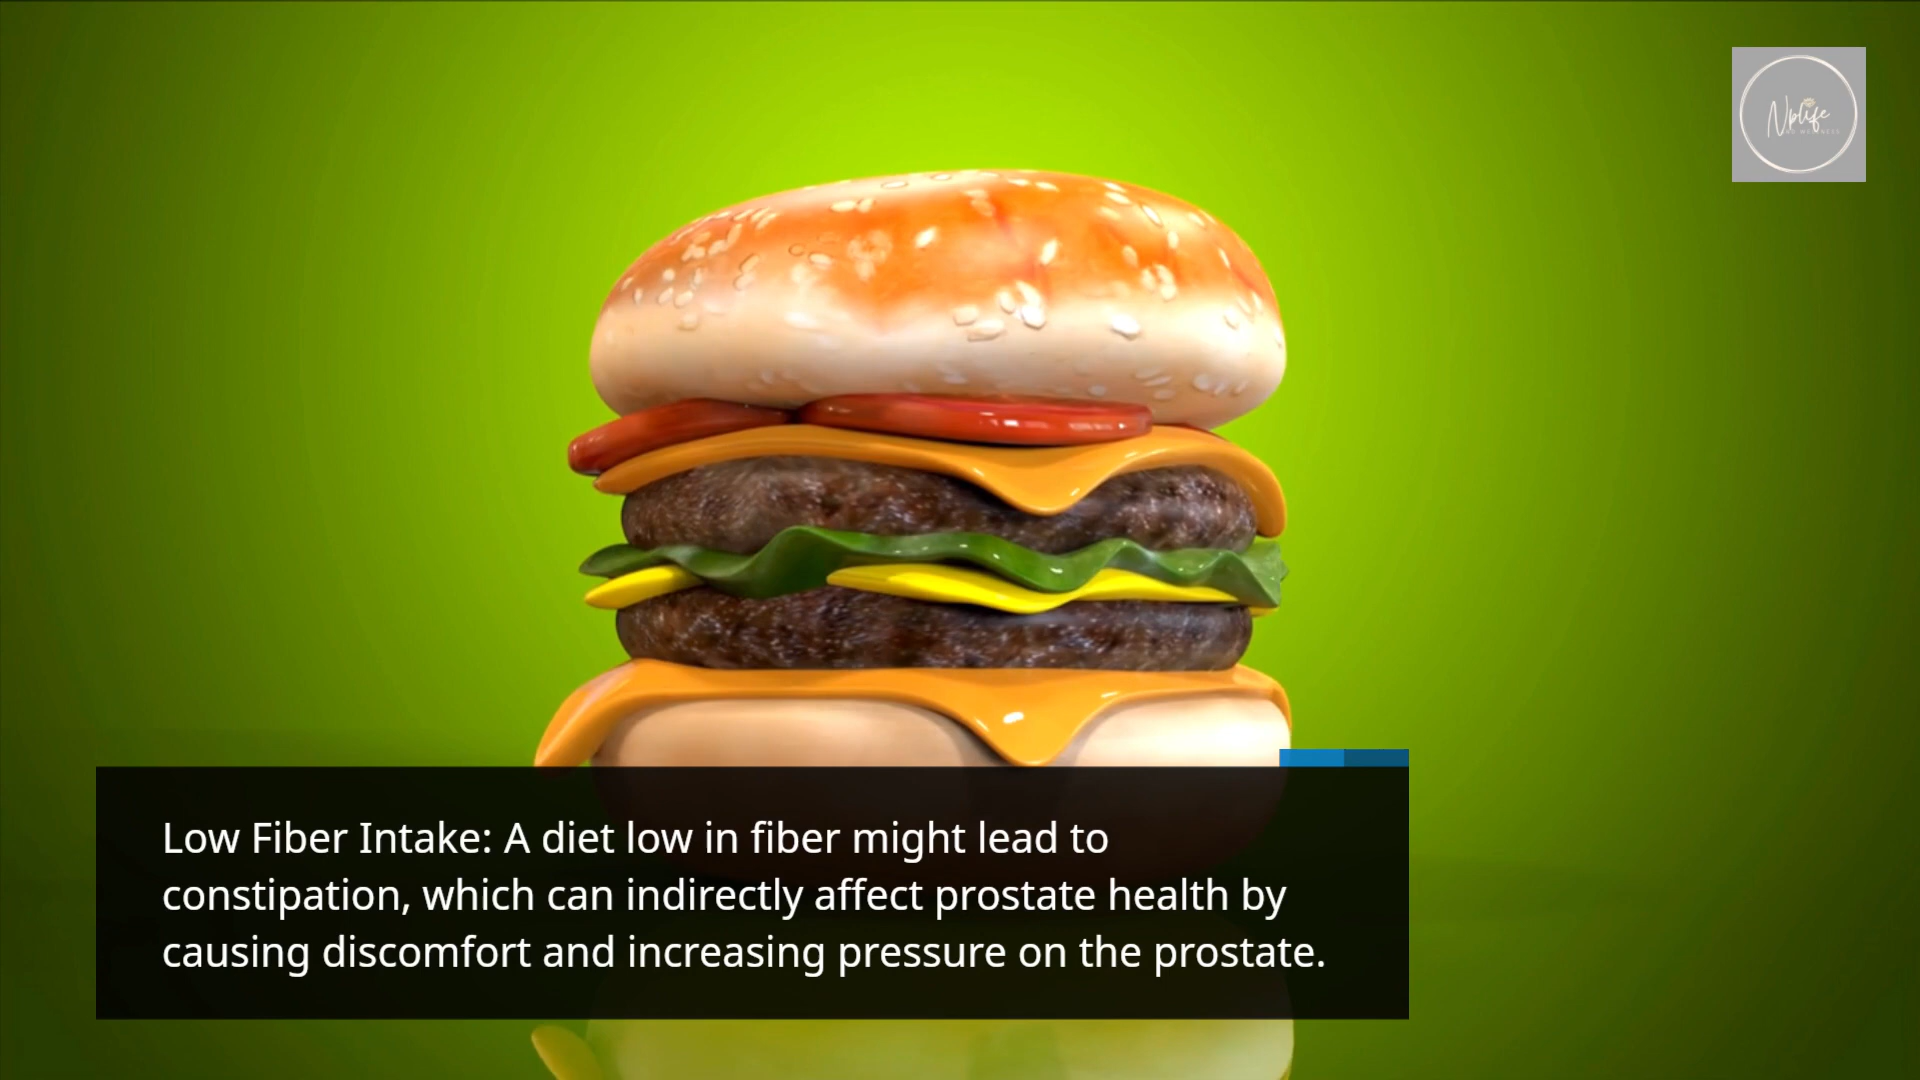 Nplife
Low Fiber Intake: A diet low in fiber might lead to
constipation, which can indirectly affect prostate health by
causing discomfort and increasing pressure on the prostate.